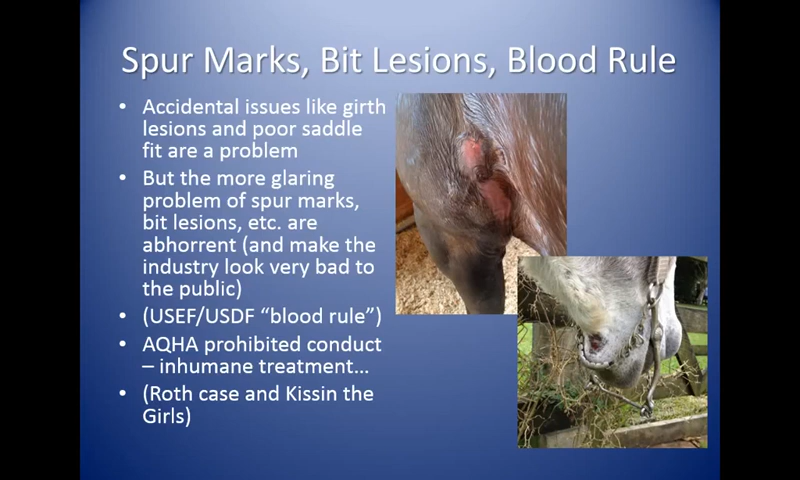 Spur Marks, Bit Lesions, Blood Rule
• Accidental issues like girth
lesions and poor saddle
fit are a problem
• But the more glaring
problem of spur marks,
bit lesions, etc. are
abhorrent (and make the
industry look very bad to
the public)
• (USEF/USDF “blood rule”)
• AQHA prohibited conduct
– inhumane treatment…
• (Roth case and Kissin the
Girls)